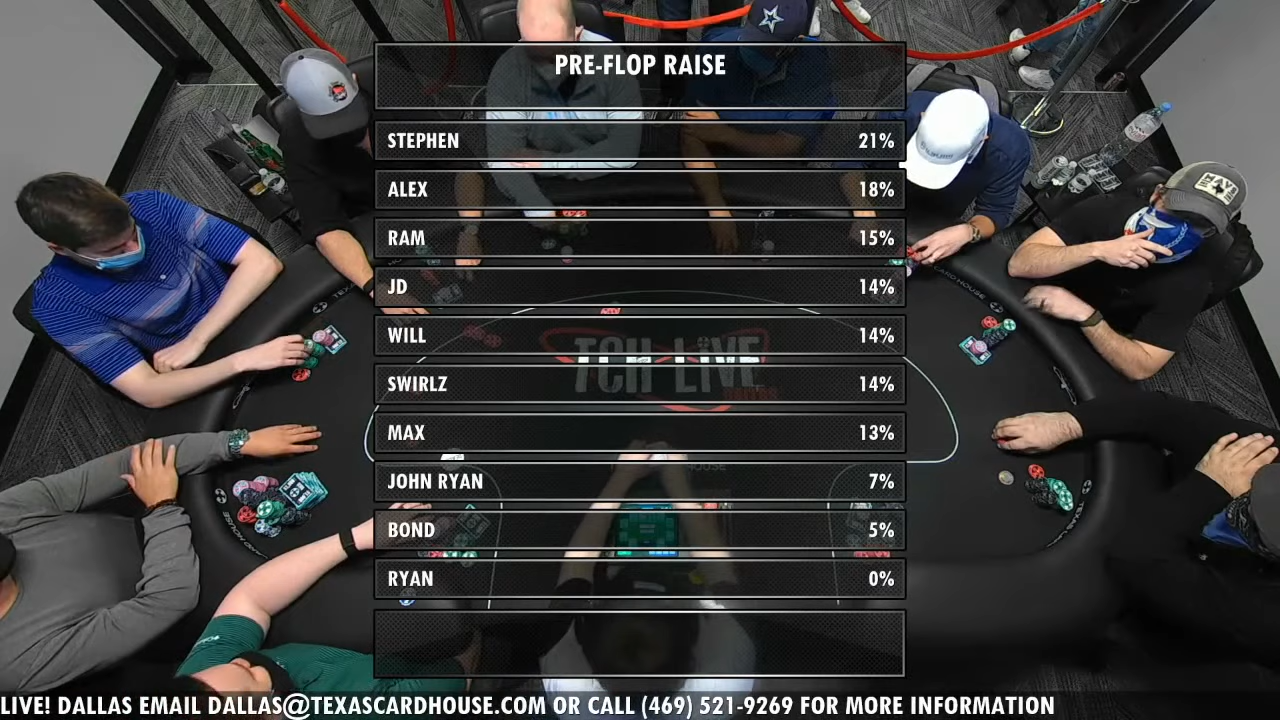 PRE-FLOP RAISE
STEPHEN 21%
ALEX 18%
RAM 15%
JD 14%
WILL 14%
SWIRLZ 14%
MAX 13%
JOHN RYAN 7%
BOND 5%
RYAN 0%
TCH LIVE
LIVE! DALLAS EMAIL DALLAS@TEXASCARDHOUSE.COM OR CALL (469) 521-9269 FOR MORE INFORMATION